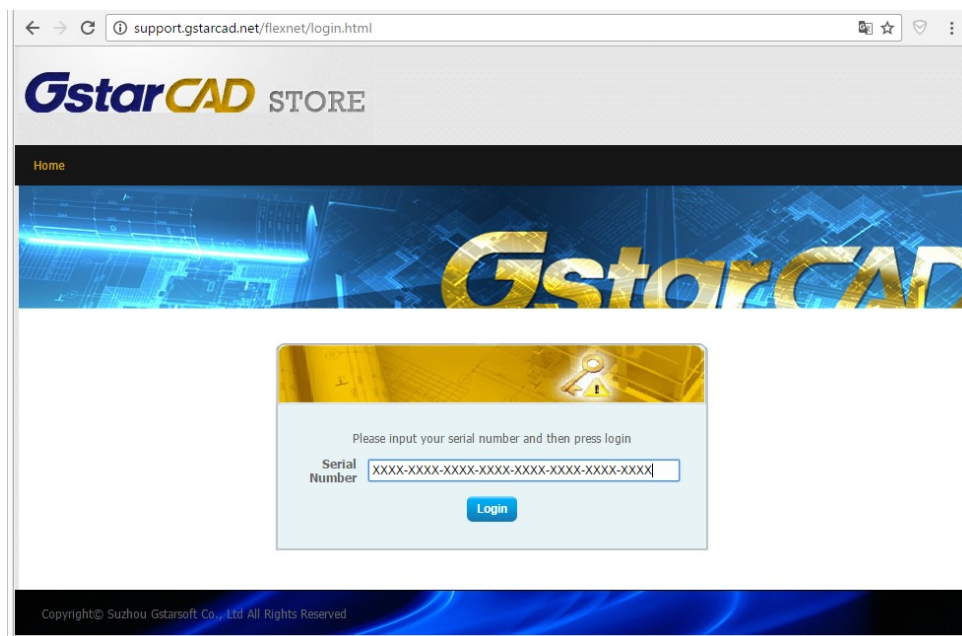 support.gstarcad.net/flexnet/login.html
GstarCAD STORE
Home
GstarCAD
Please input your serial number and then press login
Serial
Number
XXXX-XXXX-XXXX-XXXX-XXXX-XXXX-XXXX-XXXX
Login
Copyright© Suzhou Gstarsoft Co., Ltd All Rights Reserved